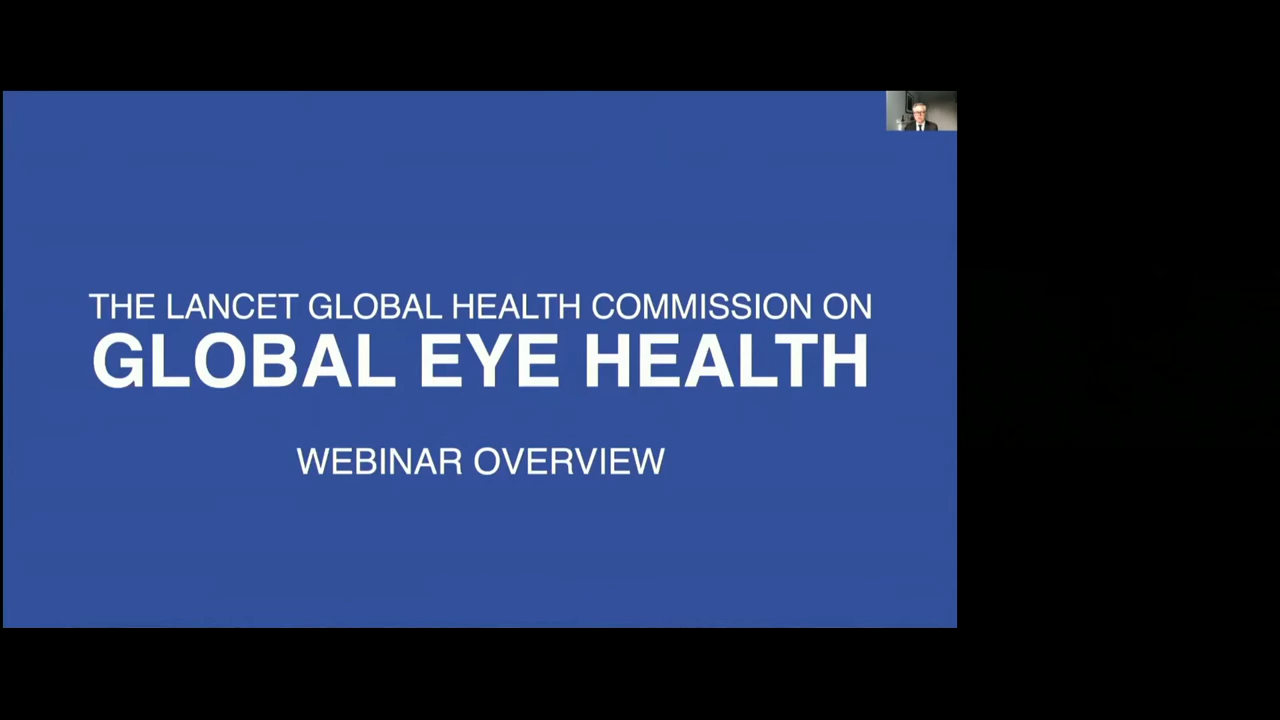 THE LANCET GLOBAL HEALTH COMMISSION ON
GLOBAL EYE HEALTH
WEBINAR OVERVIEW